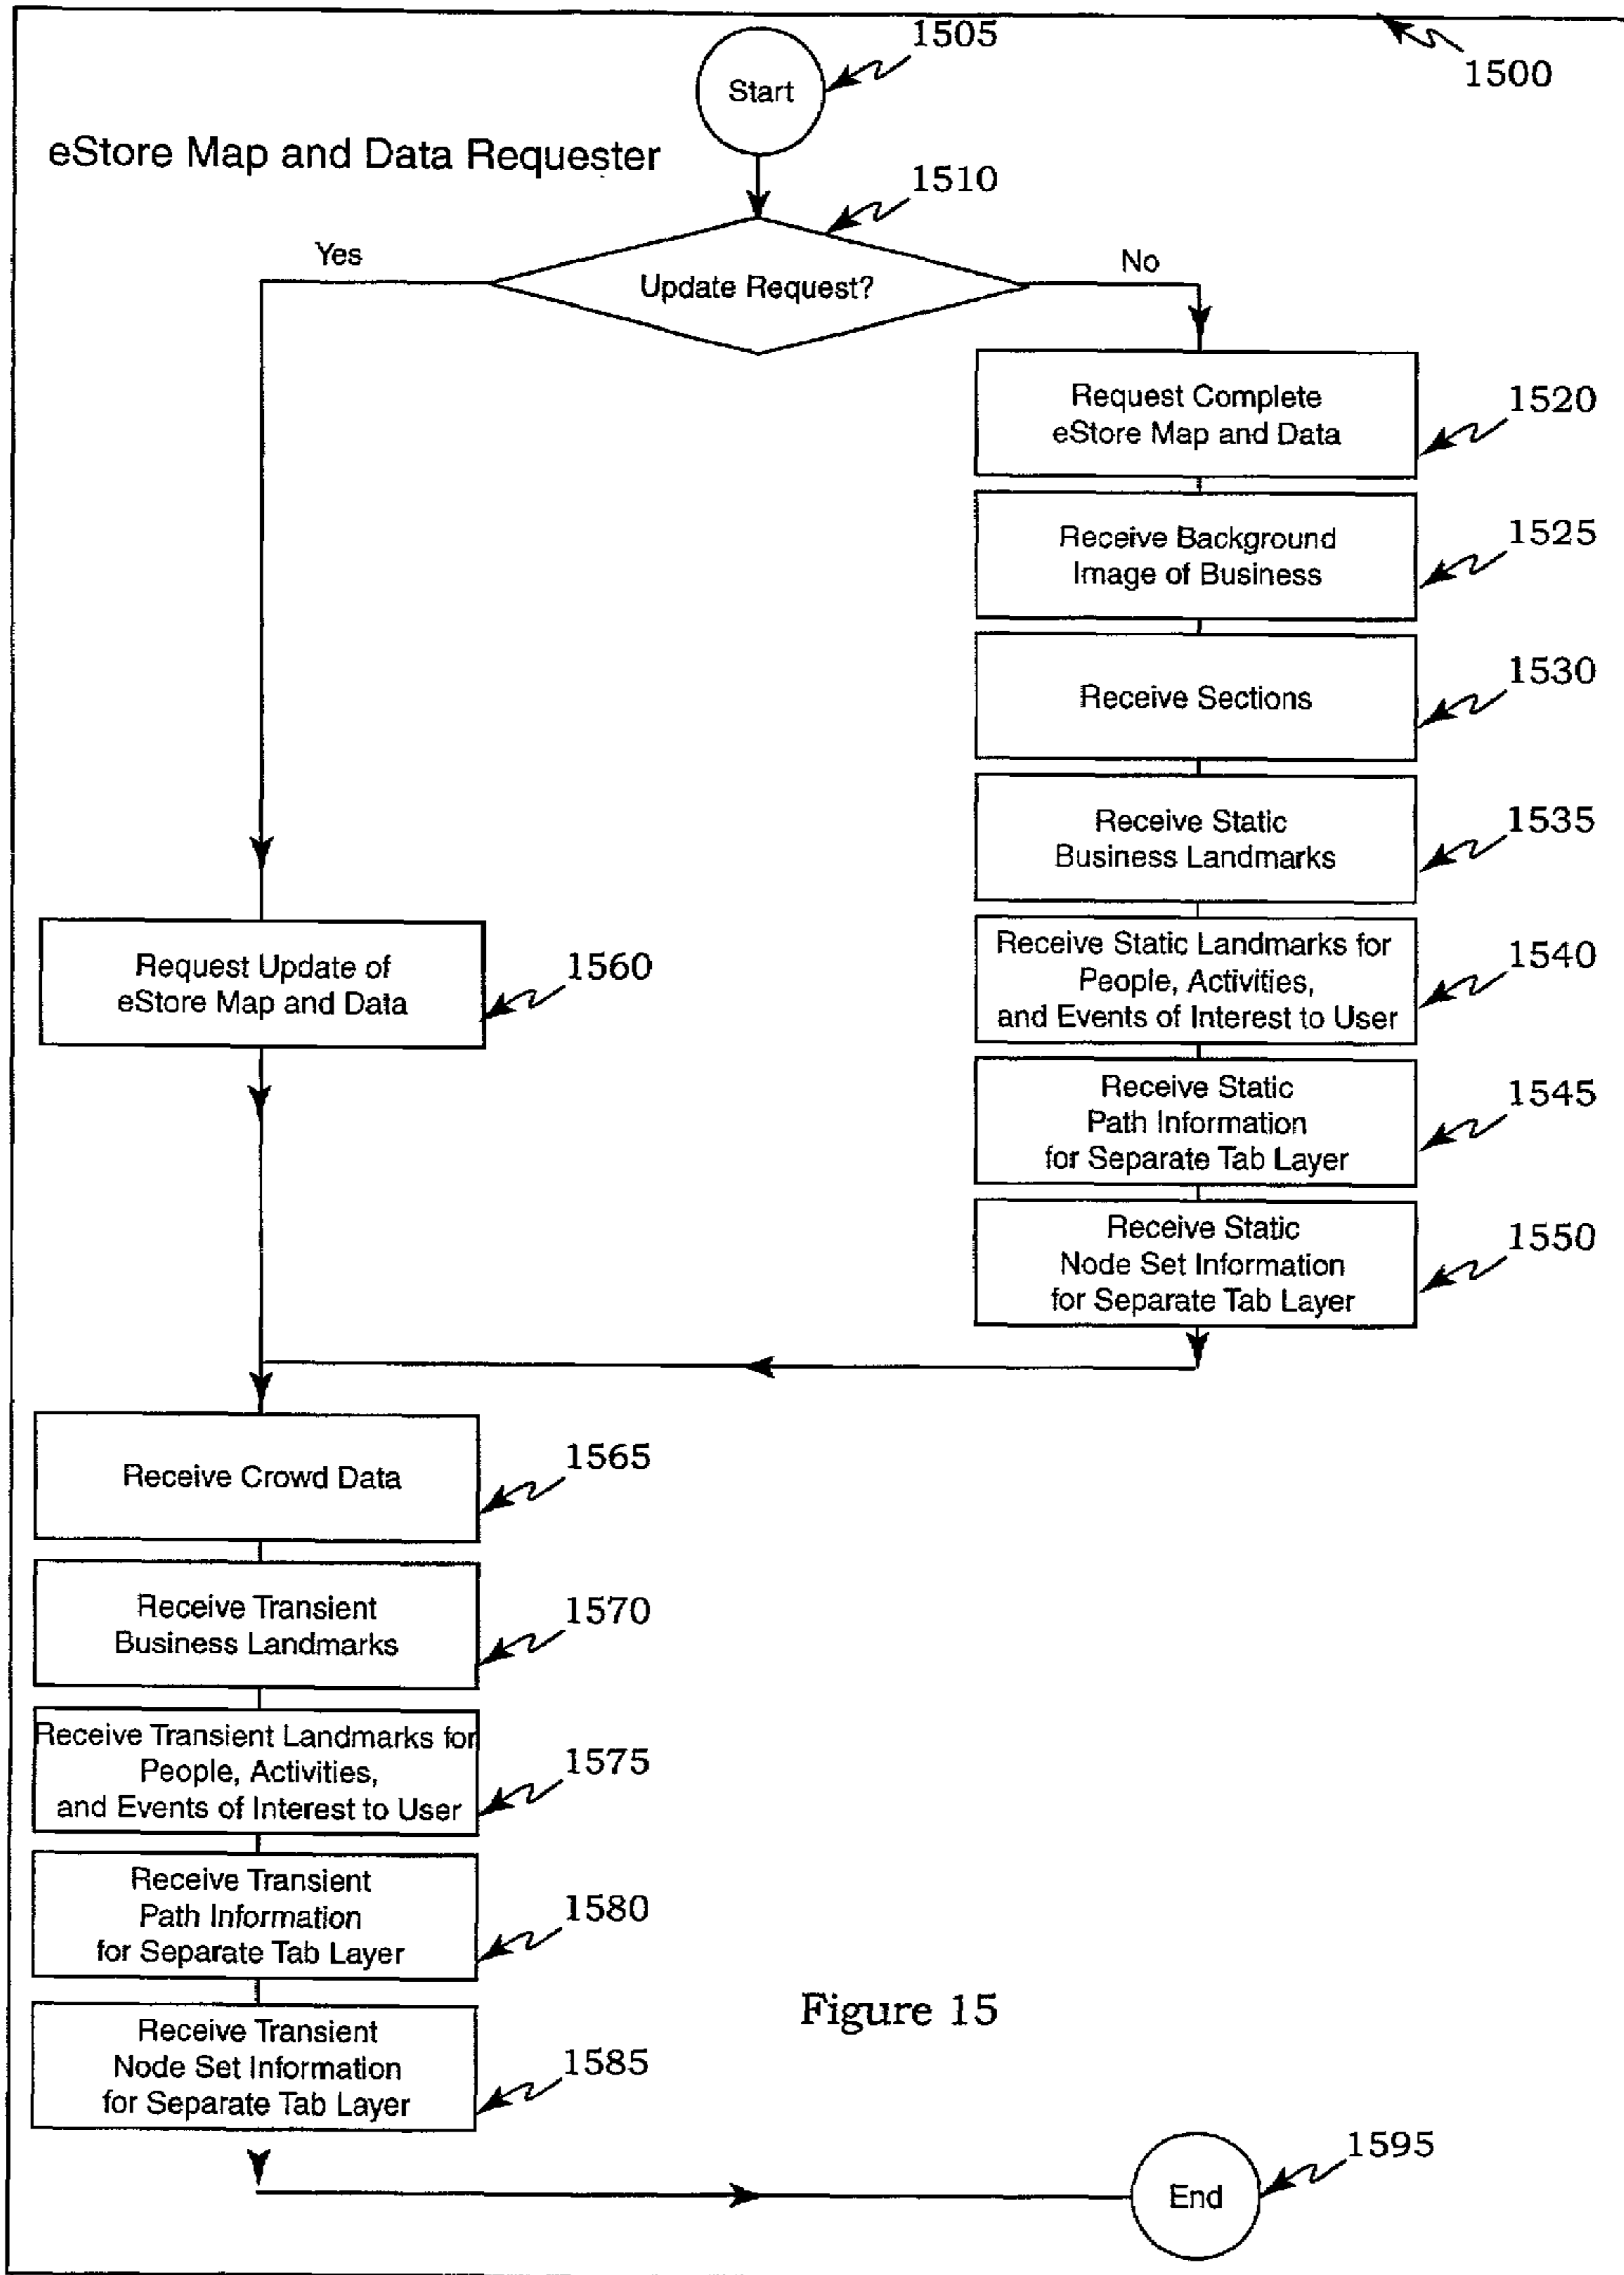 1505
1500
Start
eStore Map and Data Requester
1510
Yes
No
Update Request?
Request Complete
eStore Map and Data
1520
Receive Background
Image of Business
1525
Receive Sections
1530
Receive Static
Business Landmarks
1535
Receive Static Landmarks for
People, Activities,
and Events of Interest to User
1540
Request Update of
eStore Map and Data
1560
Receive Static
Path Information
for Separate Tab Layer
1545
Receive Static
Node Set Information
for Separate Tab Layer
1550
Receive Crowd Data
1565
Receive Transient
Business Landmarks
1570
Receive Transient Landmarks for
People, Activities,
and Events of Interest to User
1575
Receive Transient
Path Information
for Separate Tab Layer
1580
Receive Transient
Node Set Information
for Separate Tab Layer
1585
Figure 15
End
1595